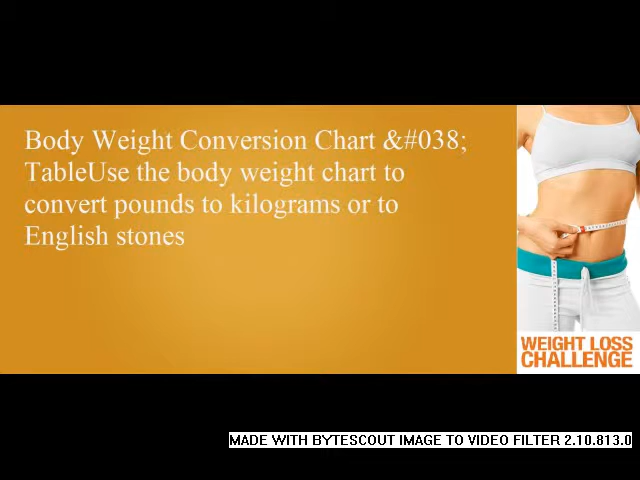 Body Weight Conversion Chart &#038;
TableUse the body weight chart to
convert pounds to kilograms or to
English stones
WEIGHT LOSS
CHALLENGE
MADE WITH BYTESCOUT IMAGE TO VIDEO FILTER 2.10.813.0